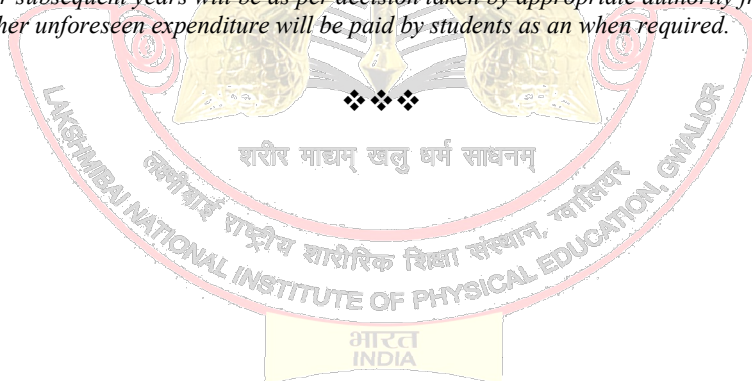 r subsequent years will be as per decision taken by appropriate authority
her unforeseen expenditure will be paid by students as an when required.
शरीर माद्यम् खलु धर्म साधनम्
लक्ष्मीबाई राष्ट्रीय शारीरिक शिक्षा संस्थान, ग्वालियर
LAKSHMIBAI NATIONAL INSTITUTE OF PHYSICAL EDUCATION, GWALIOR
भारत
INDIA